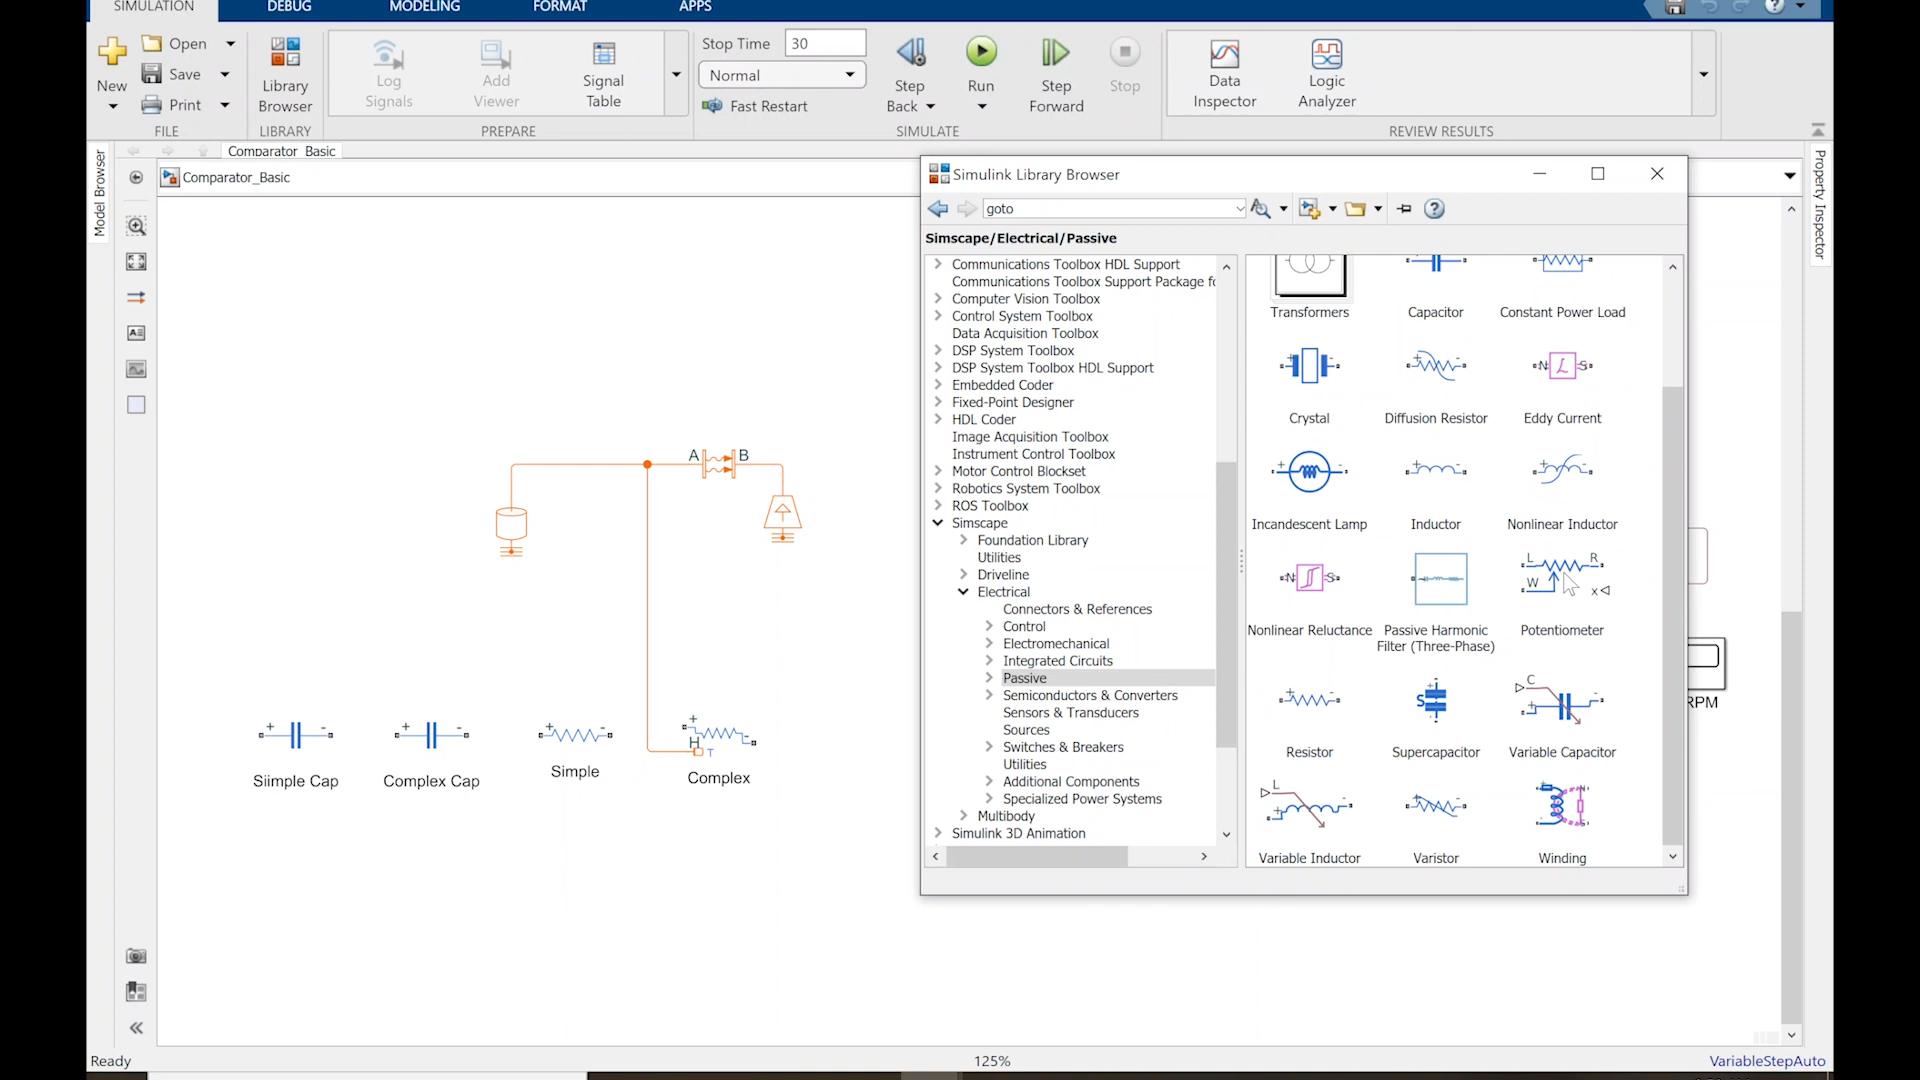 SIMULATION DEBUG MODELING FORMAT APPS
New
Open
Save
Print
FILE
Library
Browser
LIBRARY
Log
Signals
Add
Viewer
Signal
Table
PREPARE
Stop Time 30
Normal
Fast Restart
Step
Back
Run
Step
Forward
Stop
SIMULATE
Data
Inspector
Logic
Analyzer
REVIEW RESULTS
Model Browser
Comparator_Basic
Comparator_Basic
Property Inspector
A B
+ -
Siimple Cap
+ -
Complex Cap
Simple
+ -
H T
Complex
RPM
Simulink Library Browser
goto
Simscape/Electrical/Passive
Communications Toolbox HDL Support
Communications Toolbox Support Package fo
Computer Vision Toolbox
Control System Toolbox
Data Acquisition Toolbox
DSP System Toolbox
DSP System Toolbox HDL Support
Embedded Coder
Fixed-Point Designer
HDL Coder
Image Acquisition Toolbox
Instrument Control Toolbox
Motor Control Blockset
Robotics System Toolbox
ROS Toolbox
Simscape
Foundation Library
Utilities
Driveline
Electrical
Connectors & References
Control
Electromechanical
Integrated Circuits
Passive
Semiconductors & Converters
Sensors & Transducers
Sources
Switches & Breakers
Utilities
Additional Components
Specialized Power Systems
Multibody
Simulink 3D Animation
Transformers
Capacitor
Constant Power Load
Crystal
Diffusion Resistor
N L S
Eddy Current
Incandescent Lamp
Inductor
Nonlinear Inductor
N S
Nonlinear Reluctance
Passive Harmonic
Filter (Three-Phase)
L R
W x
Potentiometer
Resistor
S
Supercapacitor
C
Variable Capacitor
L
Variable Inductor
Varistor
Winding
Ready
125%
VariableStepAuto